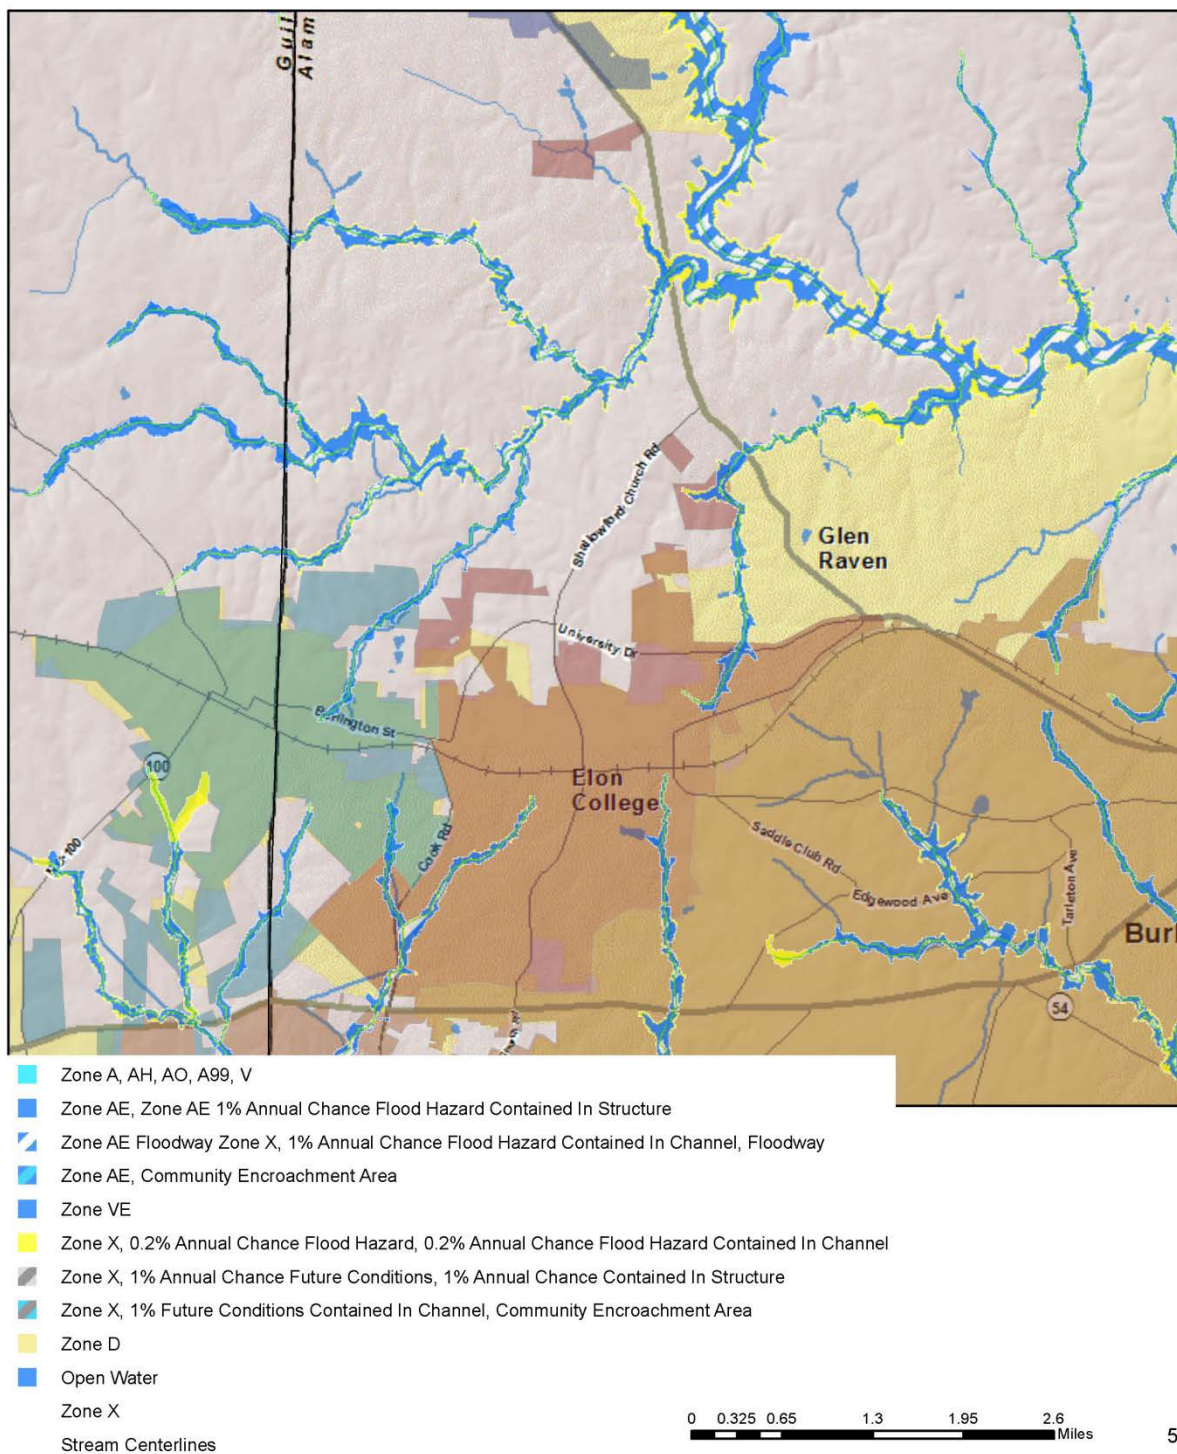 Guil
Alam
Shallowford Church Rd
Glen
Raven
University Dr
Burlington St
100
Elon
College
NC-100
Cook Rd
Saddle Club Rd
Edgewood Ave
Tarleton Ave
Burl
54
Zone A, AH, AO, A99, V
Zone AE, Zone AE 1% Annual Chance Flood Hazard Contained In Structure
Zone AE Floodway Zone X, 1% Annual Chance Flood Hazard Contained In Channel, Floodway
Zone AE, Community Encroachment Area
Zone VE
Zone X, 0.2% Annual Chance Flood Hazard, 0.2% Annual Chance Flood Hazard Contained In Channel
Zone X, 1% Annual Chance Future Conditions, 1% Annual Chance Contained In Structure
Zone X, 1% Future Conditions Contained In Channel, Community Encroachment Area
Zone D
Open Water
Zone X
Stream Centerlines
0 0.325 0.65 1.3 1.95 2.6
Miles
5